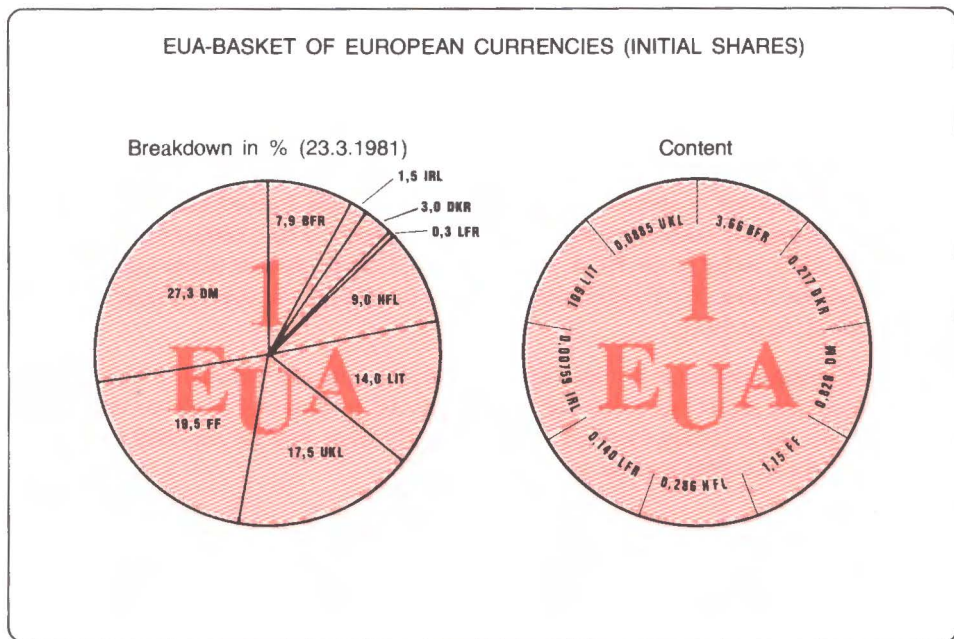 EUA-BASKET OF EUROPEAN CURRENCIES (INITIAL SHARES)
Breakdown in % (23.3.1981)
1,5 IRL
3,0 DKR
0,3 LFR
7,9 BFR
27,3 DM
9,0 HFL
14,0 LIT
19,5 FF
17,5 UKL
1
EUA
Content
0,0885 UKL
3,66 BFR
0,217 DKR
0,828 DM
1,15 FF
0,286 HFL
0,140 LFR
0,00759 IRL
109 LIT
1
EUA